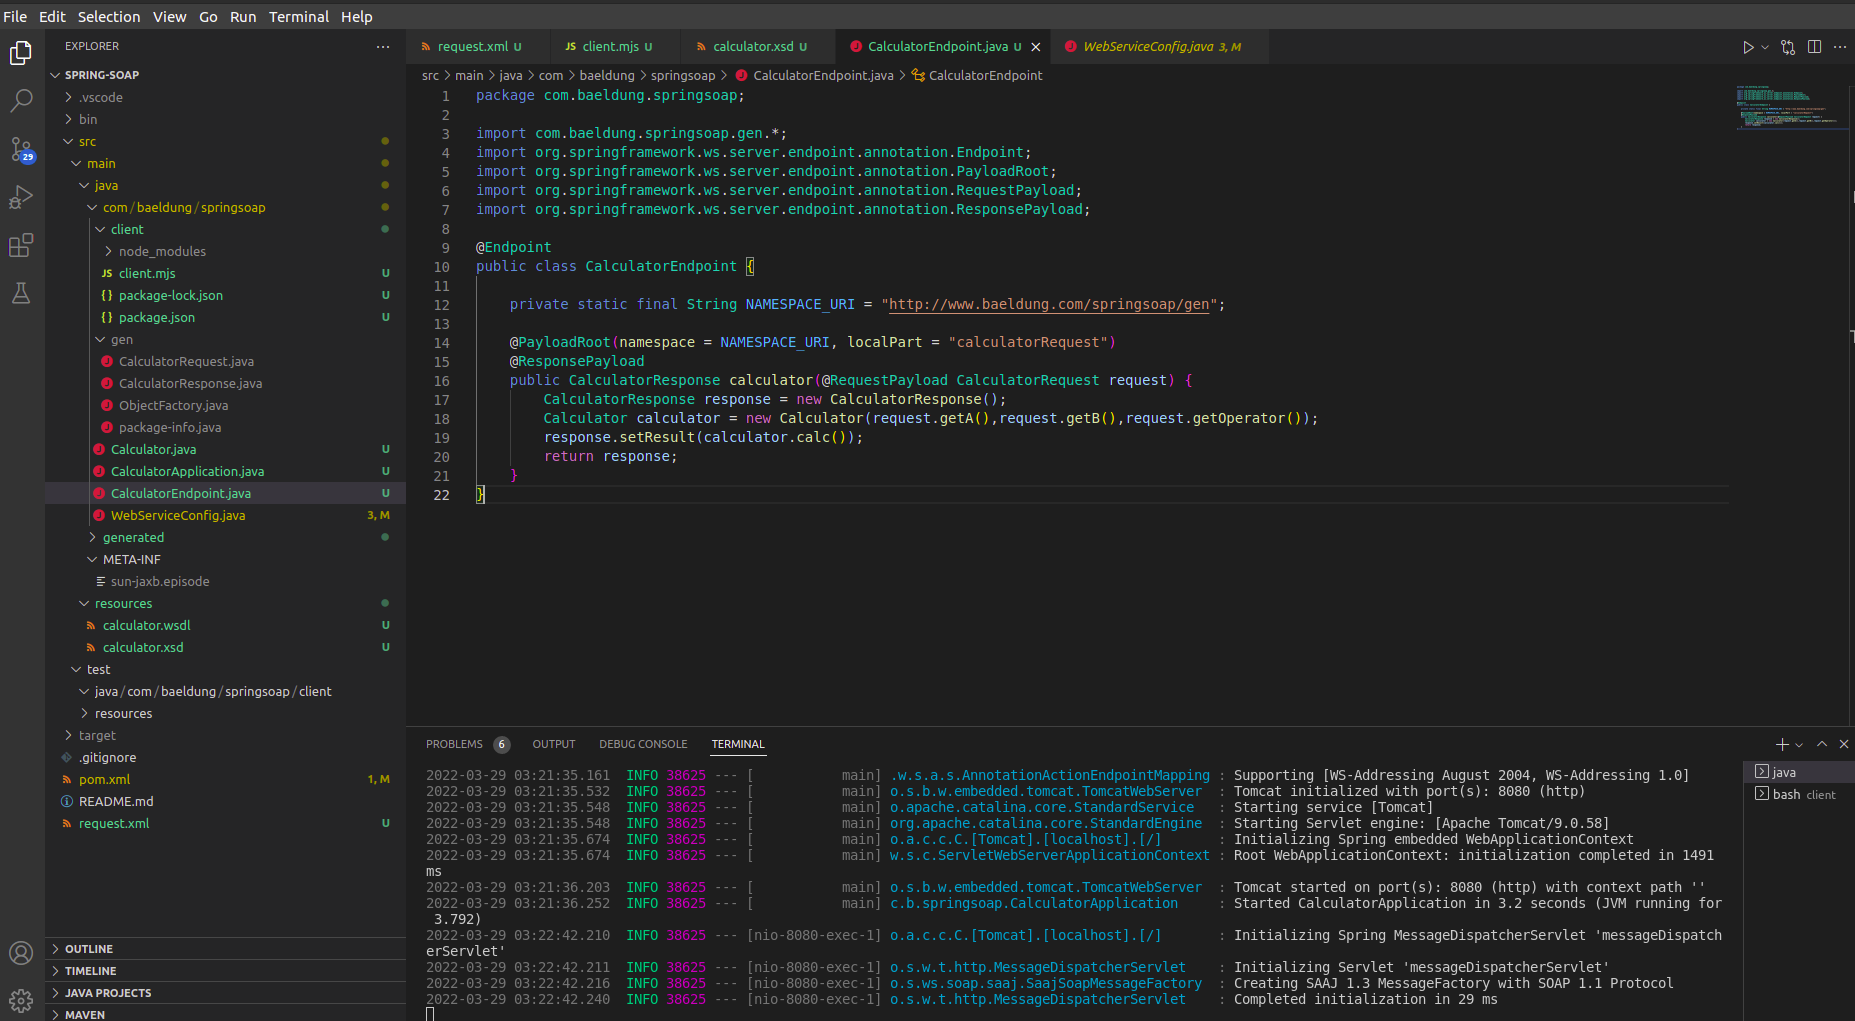 File Edit Selection View Go Run Terminal Help
EXPLORER ···
SPRING-SOAP
.vscode
bin
src
main
java
com/baeldung/springsoap
client
node_modules
JS client.mjs U
{} package-lock.json U
{} package.json U
gen
CalculatorRequest.java
CalculatorResponse.java
ObjectFactory.java
package-info.java
Calculator.java U
CalculatorApplication.java U
CalculatorEndpoint.java U
WebServiceConfig.java 3, M
generated
META-INF
sun-jaxb.episode
resources
calculator.wsdl U
calculator.xsd U
test
java/com/baeldung/springsoap/client
resources
target
.gitignore
pom.xml 1, M
README.md
request.xml U
OUTLINE
TIMELINE
JAVA PROJECTS
MAVEN
29
request.xml U JS client.mjs U calculator.xsd U CalculatorEndpoint.java U WebServiceConfig.java 3, M
src > main > java > com > baeldung > springsoap > CalculatorEndpoint.java > CalculatorEndpoint
1 package com.baeldung.springsoap;
2
3 import com.baeldung.springsoap.gen.*;
4 import org.springframework.ws.server.endpoint.annotation.Endpoint;
5 import org.springframework.ws.server.endpoint.annotation.PayloadRoot;
6 import org.springframework.ws.server.endpoint.annotation.RequestPayload;
7 import org.springframework.ws.server.endpoint.annotation.ResponsePayload;
8
9 @Endpoint
10 public class CalculatorEndpoint {
11
12 private static final String NAMESPACE_URI = "http://www.baeldung.com/springsoap/gen";
13
14 @PayloadRoot(namespace = NAMESPACE_URI, localPart = "calculatorRequest")
15 @ResponsePayload
16 public CalculatorResponse calculator(@RequestPayload CalculatorRequest request) {
17 CalculatorResponse response = new CalculatorResponse();
18 Calculator calculator = new Calculator(request.getA(),request.getB(),request.getOperator());
19 response.setResult(calculator.calc());
20 return response;
21 }
22 }
PROBLEMS 6 OUTPUT DEBUG CONSOLE TERMINAL
2022-03-29 03:21:35.161 INFO 38625 --- [ main] .w.s.a.s.AnnotationActionEndpointMapping : Supporting [WS-Addressing August 2004, WS-Addressing 1.0]
2022-03-29 03:21:35.532 INFO 38625 --- [ main] o.s.b.w.embedded.tomcat.TomcatWebServer : Tomcat initialized with port(s): 8080 (http)
2022-03-29 03:21:35.548 INFO 38625 --- [ main] o.apache.catalina.core.StandardService : Starting service [Tomcat]
2022-03-29 03:21:35.548 INFO 38625 --- [ main] org.apache.catalina.core.StandardEngine : Starting Servlet engine: [Apache Tomcat/9.0.58]
2022-03-29 03:21:35.674 INFO 38625 --- [ main] o.a.c.c.C.[Tomcat].[localhost].[/] : Initializing Spring embedded WebApplicationContext
2022-03-29 03:21:35.674 INFO 38625 --- [ main] w.s.c.ServletWebServerApplicationContext : Root WebApplicationContext: initialization completed in 1491
ms
2022-03-29 03:21:36.203 INFO 38625 --- [ main] o.s.b.w.embedded.tomcat.TomcatWebServer : Tomcat started on port(s): 8080 (http) with context path ''
2022-03-29 03:21:36.252 INFO 38625 --- [ main] c.b.springsoap.CalculatorApplication : Started CalculatorApplication in 3.2 seconds (JVM running for
3.792)
2022-03-29 03:22:42.210 INFO 38625 --- [nio-8080-exec-1] o.a.c.c.C.[Tomcat].[localhost].[/] : Initializing Spring MessageDispatcherServlet 'messageDispatch
erServlet'
2022-03-29 03:22:42.211 INFO 38625 --- [nio-8080-exec-1] o.s.w.t.http.MessageDispatcherServlet : Initializing Servlet 'messageDispatcherServlet'
2022-03-29 03:22:42.216 INFO 38625 --- [nio-8080-exec-1] o.s.ws.soap.saaj.SaajSoapMessageFactory : Creating SAAJ 1.3 MessageFactory with SOAP 1.1 Protocol
2022-03-29 03:22:42.240 INFO 38625 --- [nio-8080-exec-1] o.s.w.t.http.MessageDispatcherServlet : Completed initialization in 29 ms
java
bash client